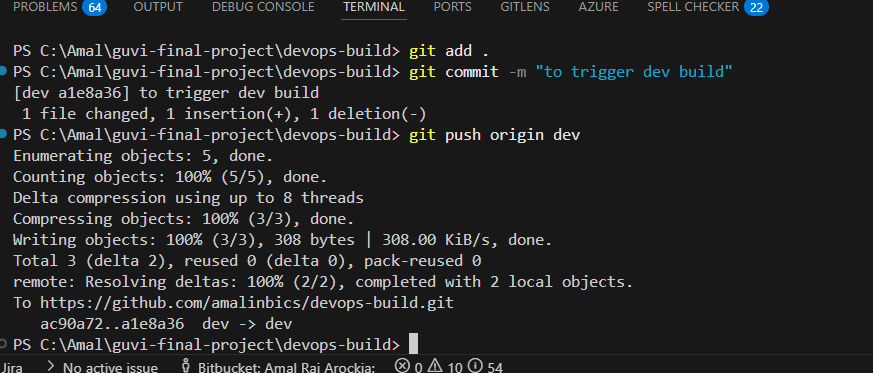 PROBLEMS 64 OUTPUT DEBUG CONSOLE TERMINAL PORTS GITLENS AZURE SPELL CHECKER 22
PS C:\Amal\guvi-final-project\devops-build> git add .
PS C:\Amal\guvi-final-project\devops-build> git commit -m "to trigger dev build"
[dev a1e8a36] to trigger dev build
 1 file changed, 1 insertion(+), 1 deletion(-)
PS C:\Amal\guvi-final-project\devops-build> git push origin dev
Enumerating objects: 5, done.
Counting objects: 100% (5/5), done.
Delta compression using up to 8 threads
Compressing objects: 100% (3/3), done.
Writing objects: 100% (3/3), 308 bytes | 308.00 KiB/s, done.
Total 3 (delta 2), reused 0 (delta 0), pack-reused 0
remote: Resolving deltas: 100% (2/2), completed with 2 local objects.
To https://github.com/amalinbics/devops-build.git
   ac90a72..a1e8a36  dev -> dev
PS C:\Amal\guvi-final-project\devops-build>
Jira > No active issue Bitbucket: Amal Raj Arockia: 0 10 54